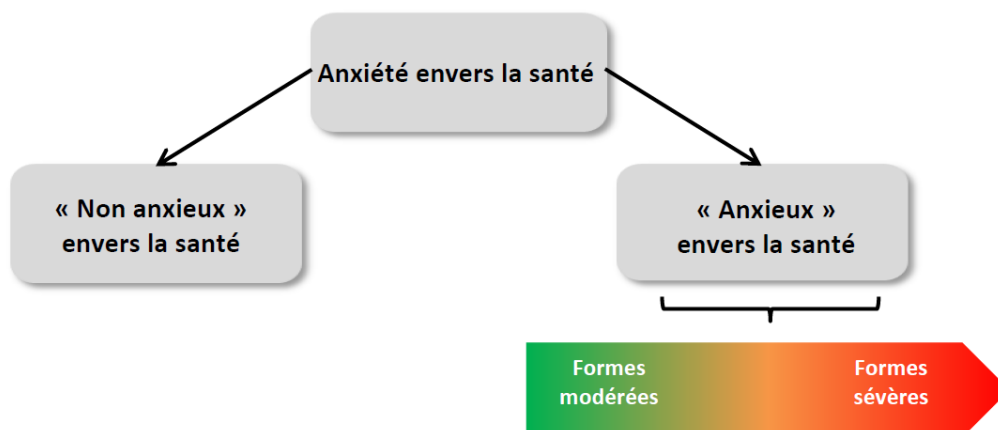 Anxiété envers la santé
« Non anxieux »
envers la santé
« Anxieux »
envers la santé
Formes
modérées
Formes
sévères